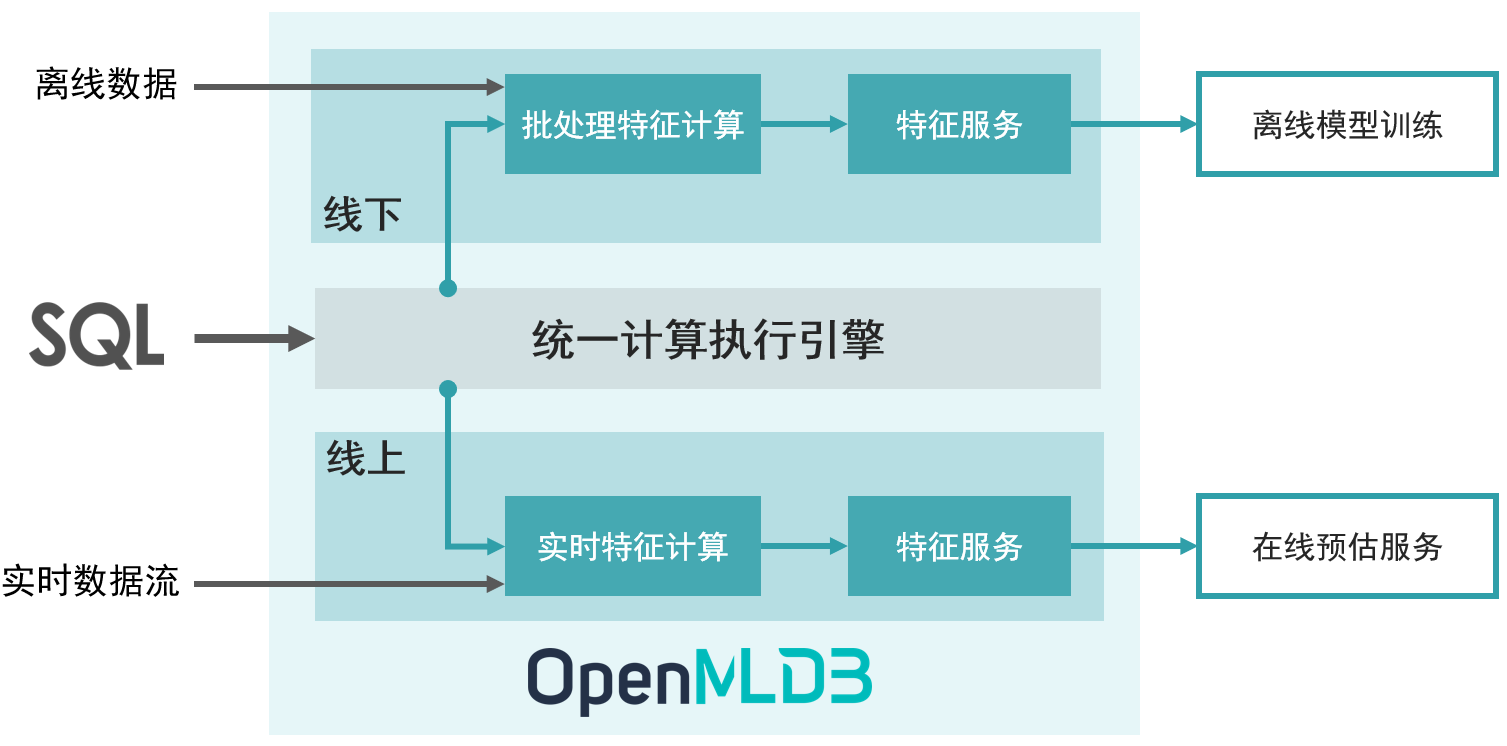 离线数据
批处理特征计算
特征服务
离线模型训练
线下
SQL
统一计算执行引擎
线上
实时特征计算
特征服务
在线预估服务
实时数据流
OpenMLDB